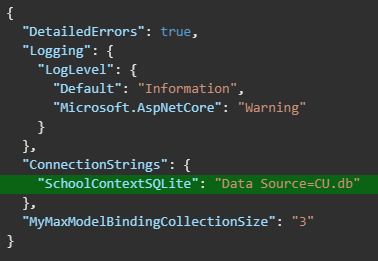 {
  "DetailedErrors": true,
  "Logging": {
    "LogLevel": {
      "Default": "Information",
      "Microsoft.AspNetCore": "Warning"
    }
  },
  "ConnectionStrings": {
    "SchoolContextSQLite": "Data Source=CU.db"
  },
  "MyMaxModelBindingCollectionSize": "3"
}